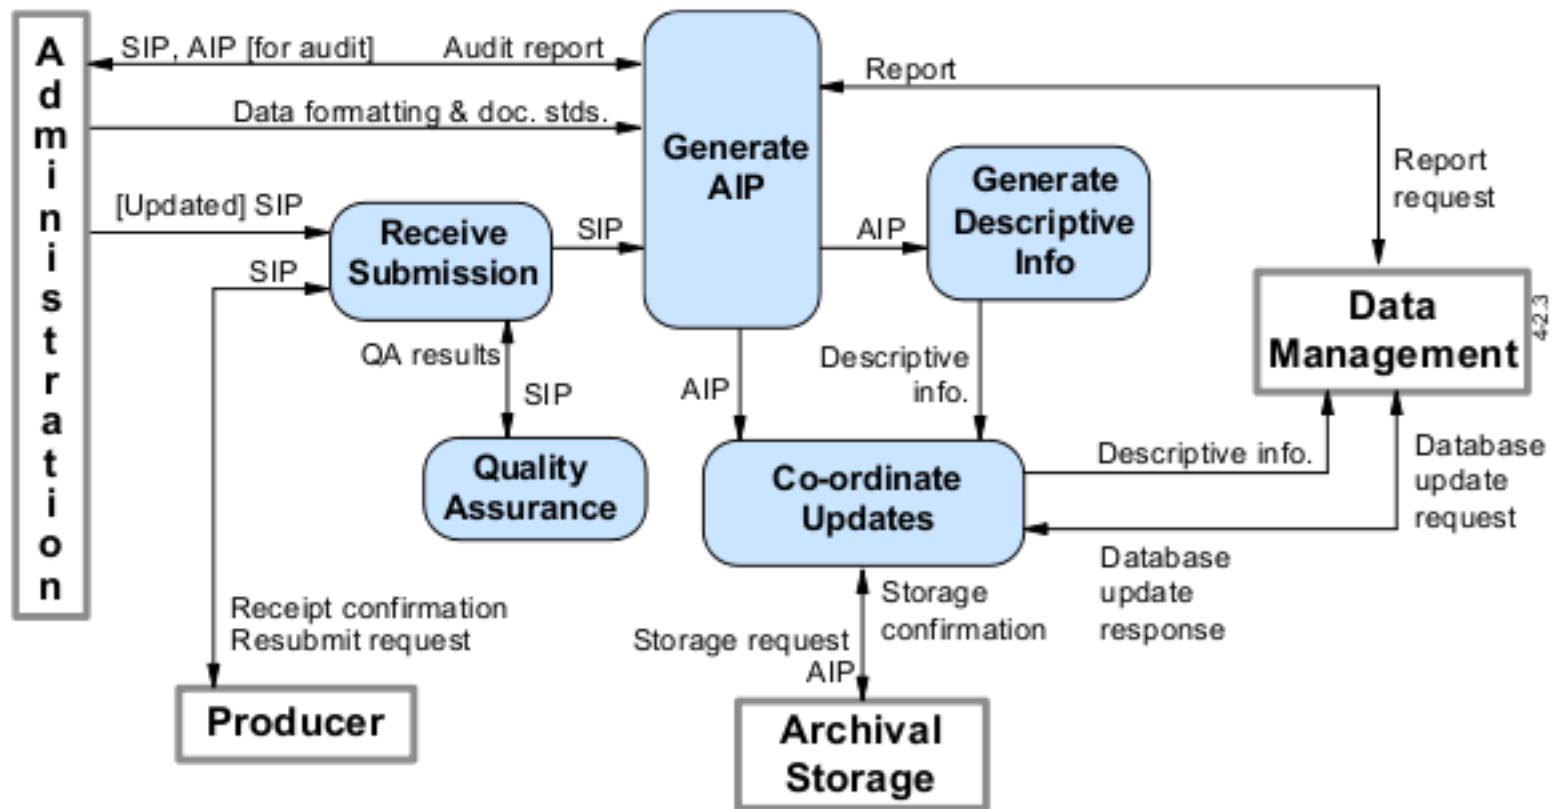 Administration
SIP, AIP [for audit]
Audit report
Data formatting & doc. stds.
[Updated] SIP
SIP
Receive
Submission
SIP
Generate
AIP
Report
Report
request
AIP
Generate
Descriptive
Info
QA results
SIP
Quality
Assurance
AIP
Descriptive
info.
Data
Management
4-2.3
Co-ordinate
Updates
Descriptive info.
Database
update
request
Database
update
response
Receipt confirmation
Resubmit request
Producer
Storage request
AIP
Storage
confirmation
Archival
Storage